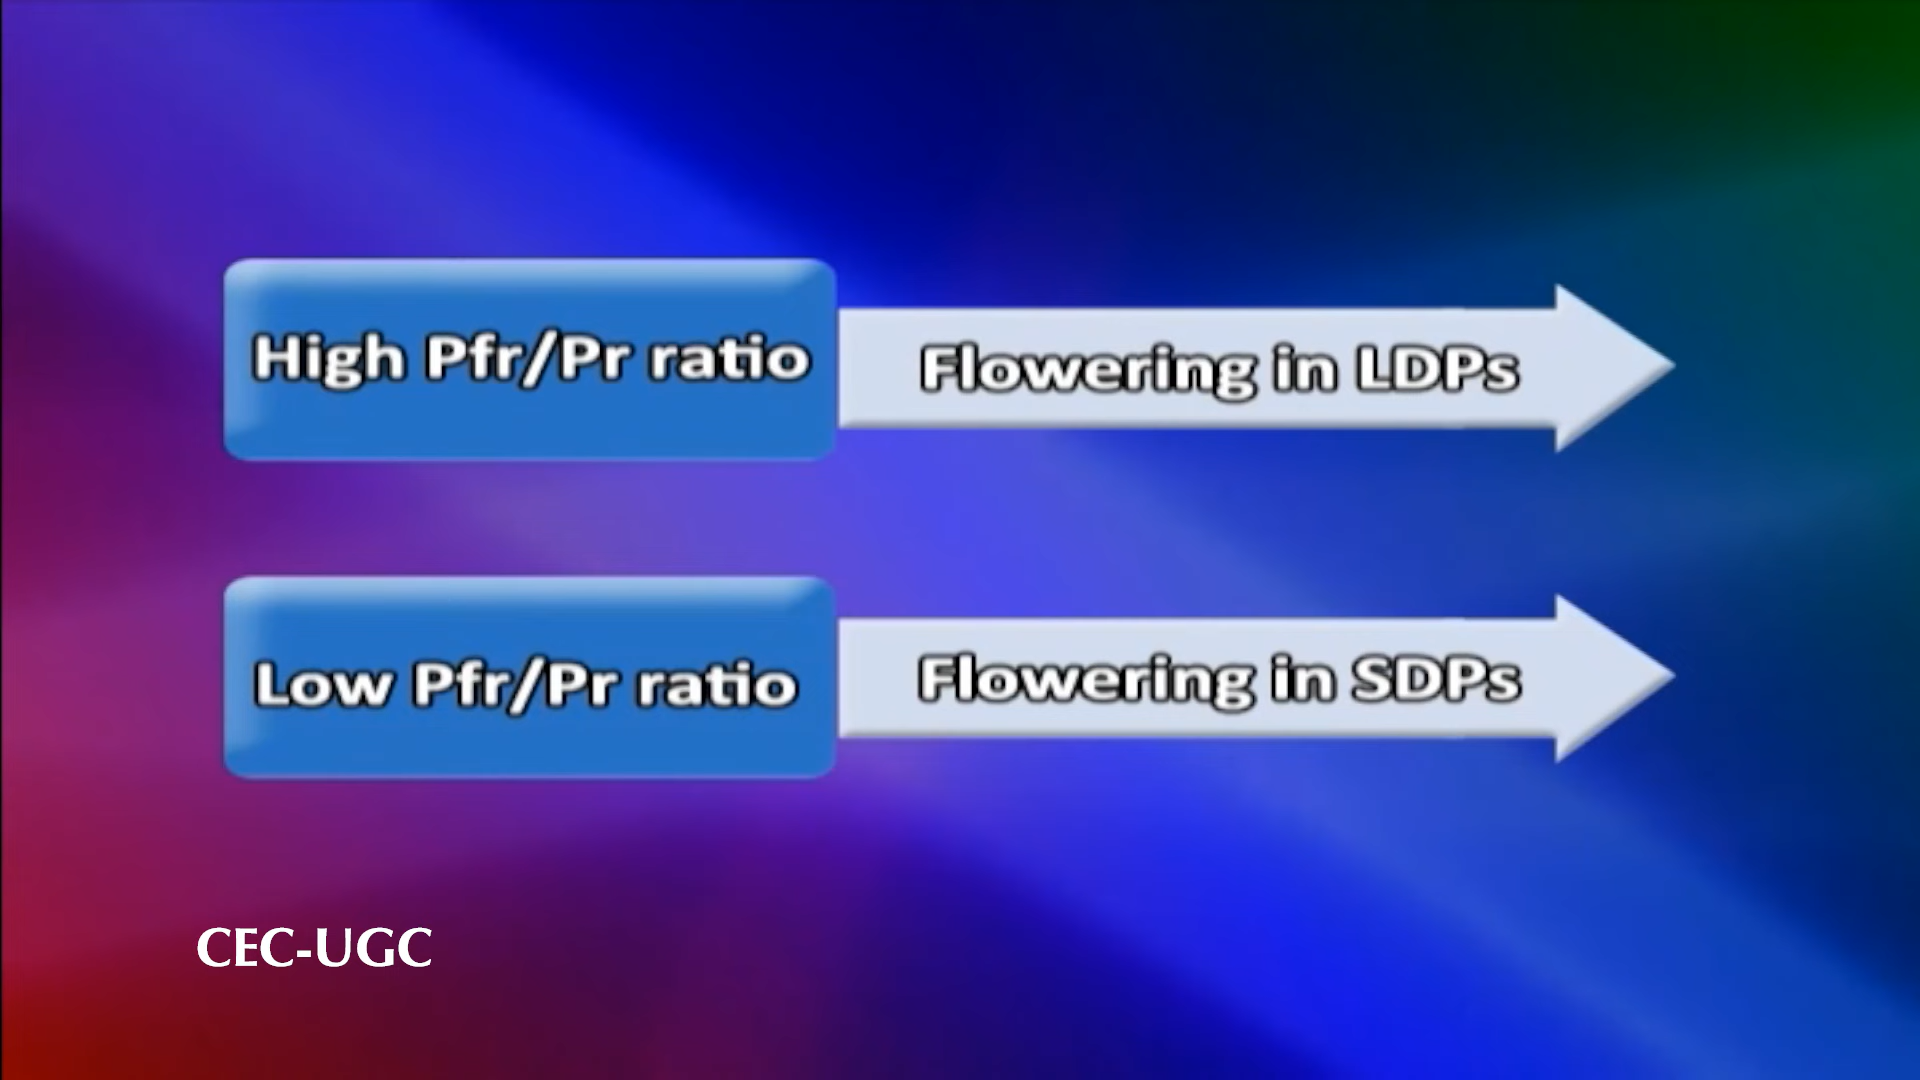 High Pfr/Pr ratio
Flowering in LDPs
Low Pfr/Pr ratio
Flowering in SDPs
CEC-UGC